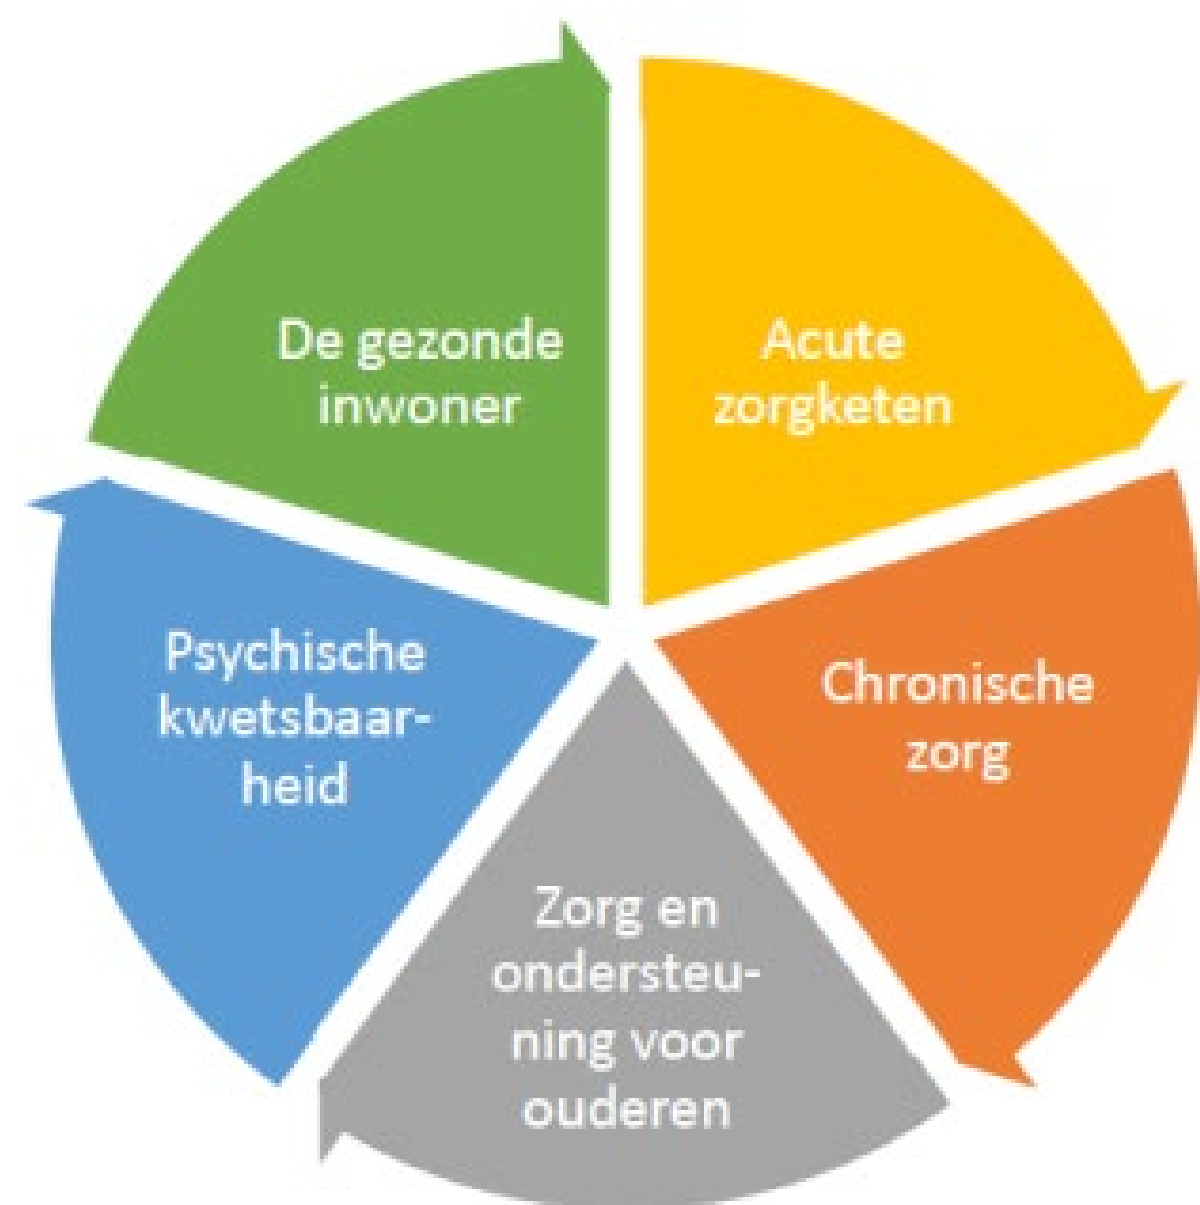 De gezonde
inwoner
Acute
zorgketen
Chronische
zorg
Zorg en
ondersteu-
ning voor
ouderen
Psychische
kwetsbaar-
heid